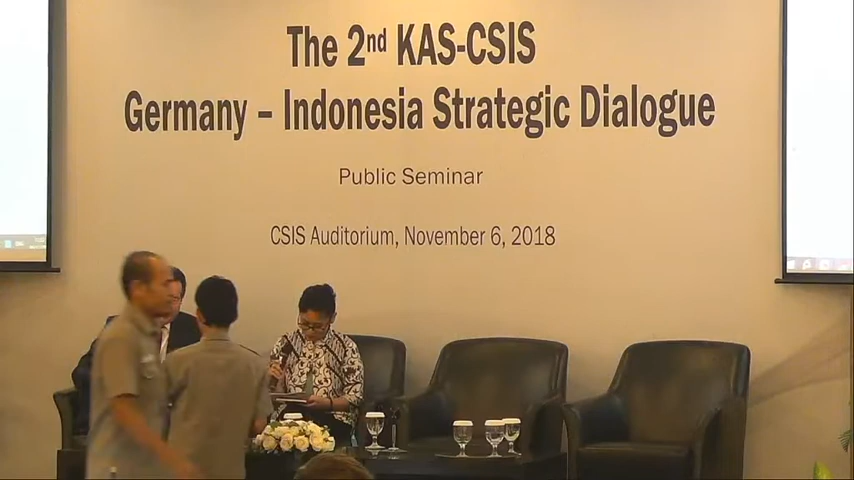 The 2nd KAS-CSIS
Germany – Indonesia Strategic Dialogue
Public Seminar
CSIS Auditorium, November 6, 2018